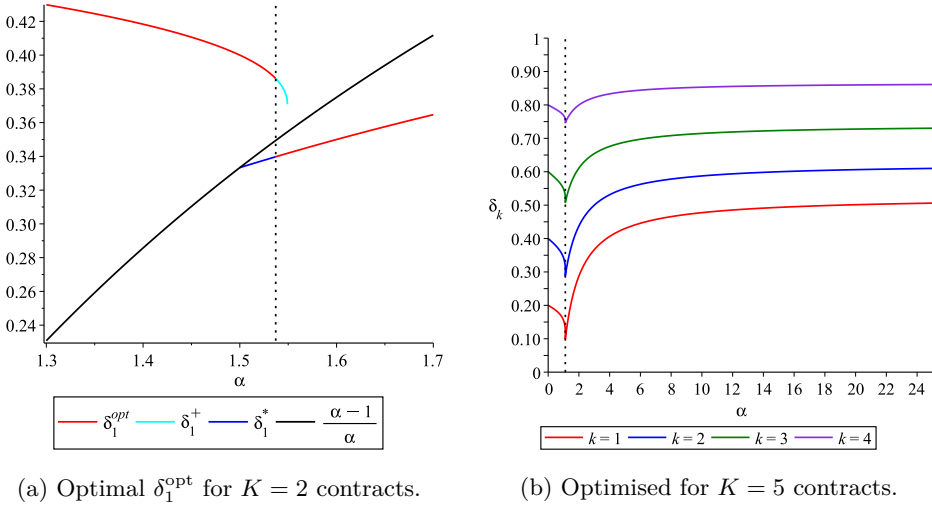 0.42
0.40
0.38
0.36
0.34
0.32
0.30
0.28
0.26
0.24
1.3 1.4 1.5 1.6 1.7
α
δ₁ᵒᵖᵗ δ₁⁺ δ₁* α − 1
α
(a) Optimal δ₁ᵒᵖᵗ for K = 2 contracts.
1
0.90
0.80
0.70
0.60
0.50
0.40
0.30
0.20
0.10
0
δₖ
0 2 4 6 8 10 12 14 16 18 20 22 24
α
k = 1 k = 2 k = 3 k = 4
(b) Optimised for K = 5 contracts.